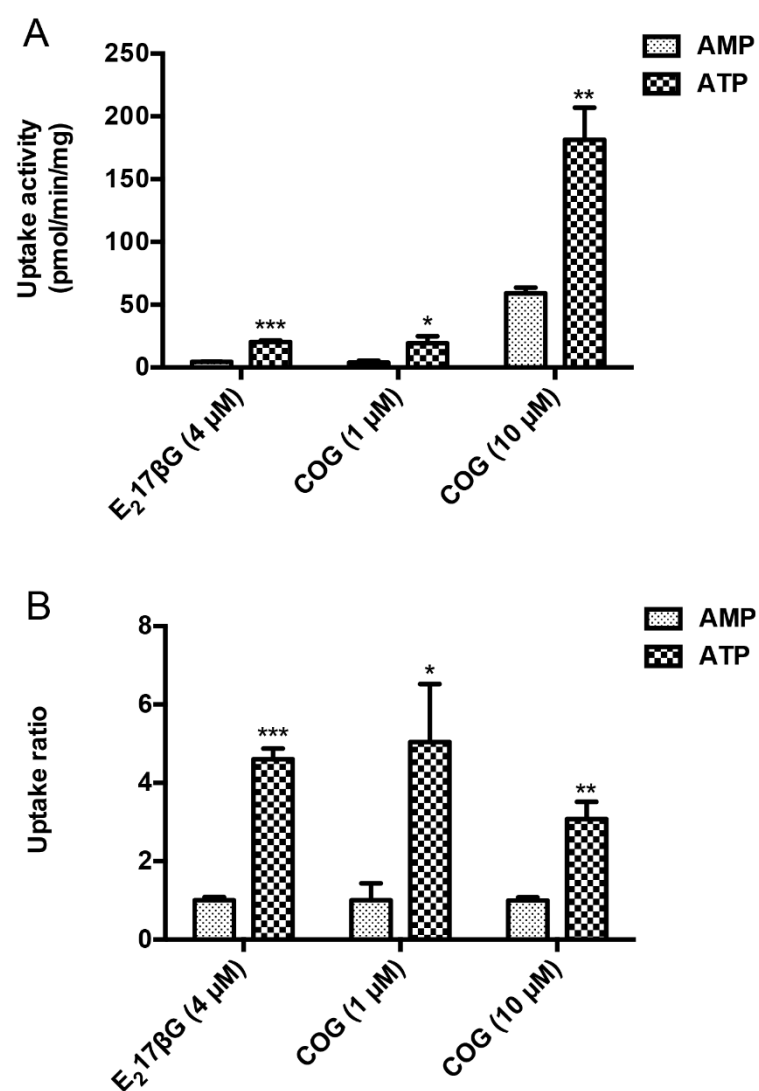 A
AMP
ATP
Uptake activity
(pmol/min/mg)
250
200
150
100
50
0
***
*
**
E₂17βG (4 µM)
COG (1 µM)
COG (10 µM)
B
AMP
ATP
Uptake ratio
8
6
4
2
0
***
*
**
E₂17βG (4 µM)
COG (1 µM)
COG (10 µM)